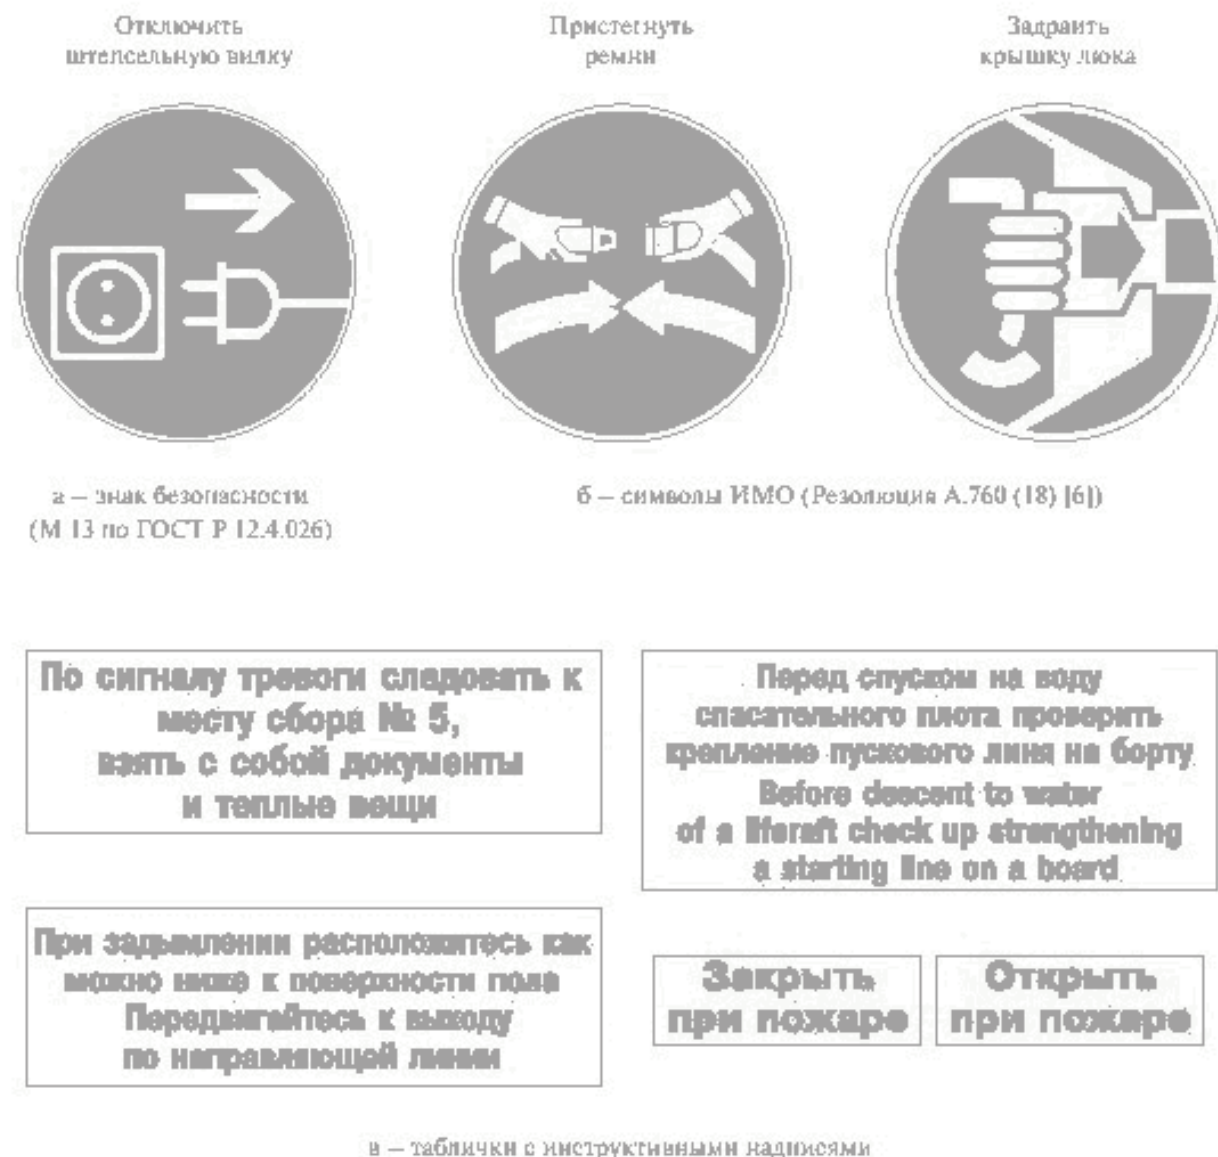 Отключить
штепсельную вилку
Пристегнуть
ремни
Задраить
крышку люка
а – знак безопасности
(М 13 по ГОСТ Р 12.4.026)
б – символы ИМО (Резолюция А.760 (18) [6])
По сигналу тревоги следовать к
месту сбора № 5,
взять с собой документы
и теплые вещи
Перед спуском на воду
спасательного плота проверить
крепление пускового линя на борту
Before descent to water
of a liferaft check up strengthening
a starting line on a board
При задымлении расположитесь как
можно ниже к поверхности пола
Передвигайтесь к выходу
по направляющей линии
Закрыть
при пожаре
Открыть
при пожаре
в – таблички с инструктивными надписями